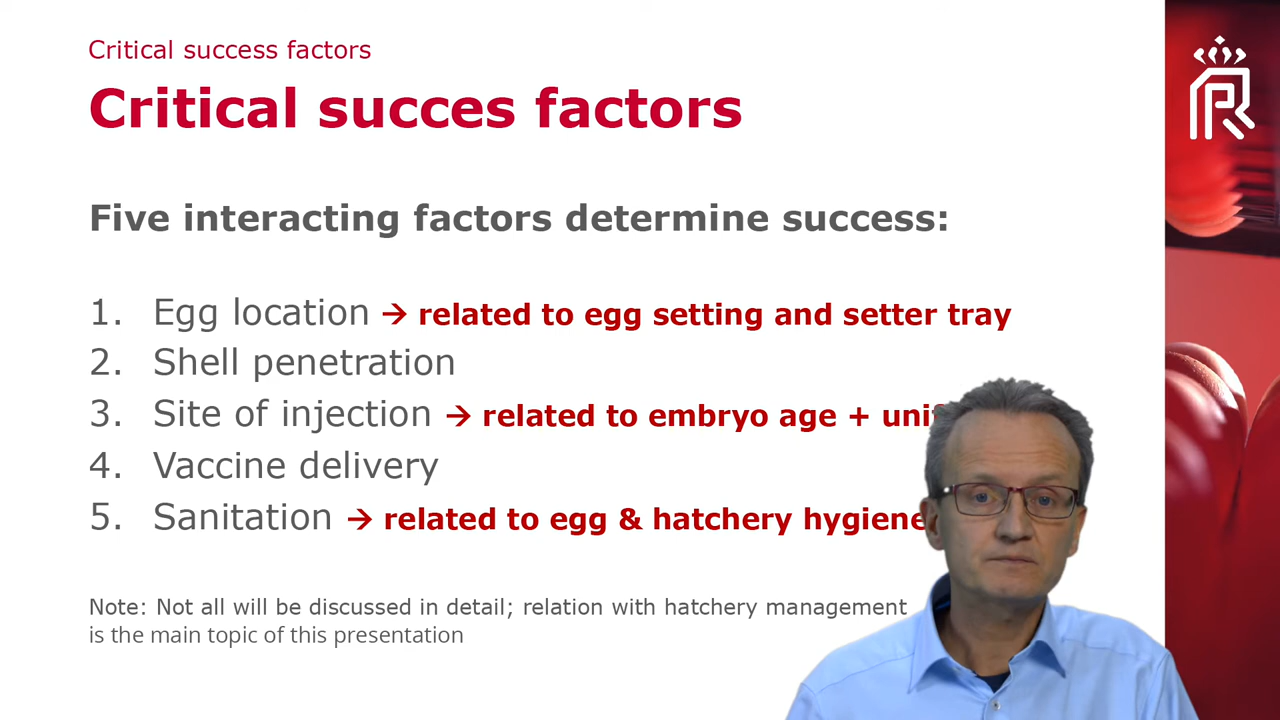 Critical success factors
Critical succes factors
Five interacting factors determine success:
1. Egg location → related to egg setting and setter tray
2. Shell penetration
3. Site of injection → related to embryo age +
4. Vaccine delivery
5. Sanitation → related to egg & hatchery hygiene
Note: Not all will be discussed in detail; relation with hatchery management
is the main topic of this presentation